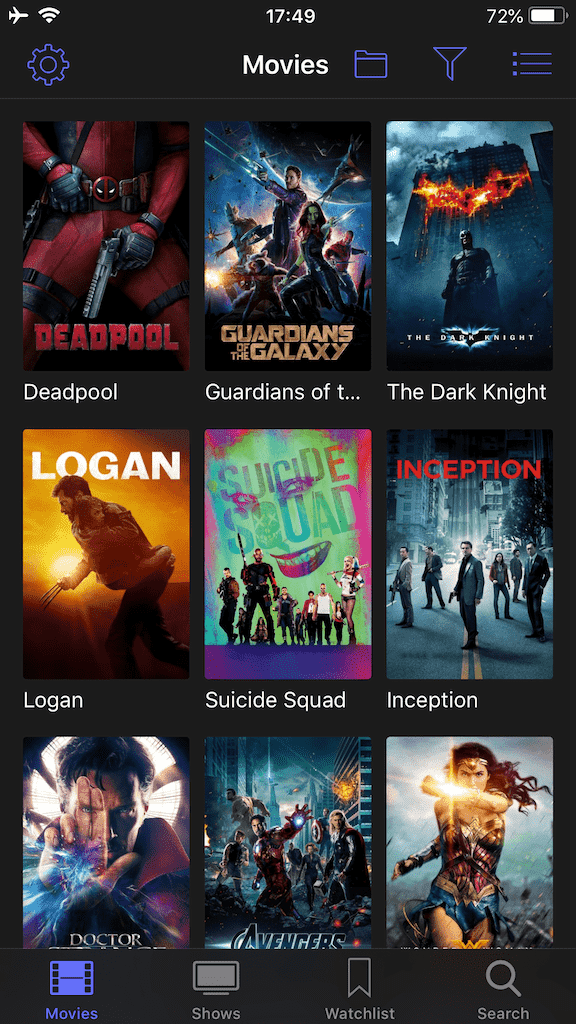 17:49
72%
Movies
DEADPOOL
GUARDIANS
OF THE GALAXY
THE DARK KNIGHT
Deadpool
Guardians of t...
The Dark Knight
LOGAN
SUICIDE
SQUAD
INCEPTION
Logan
Suicide Squad
Inception
DOCTOR
AVENGERS
Movies
Shows
Watchlist
Search